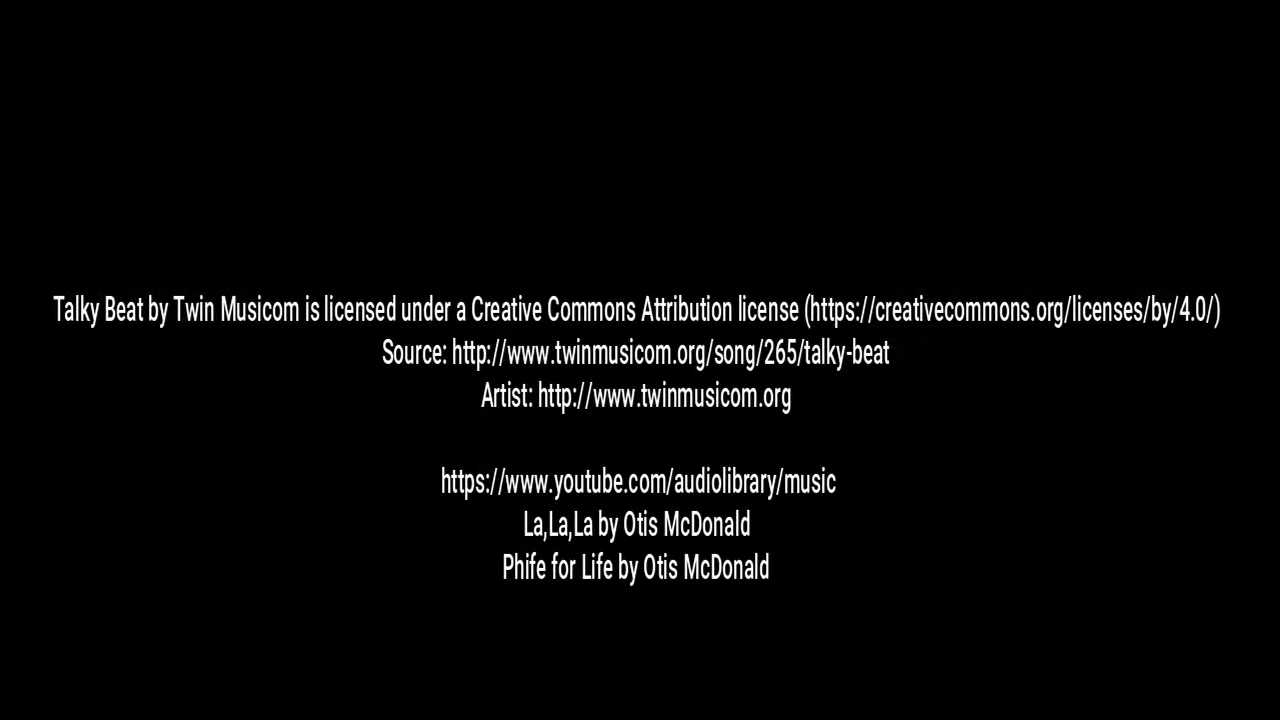 Talky Beat by Twin Musicom is licensed under a Creative Commons Attribution license (https://creativecommons.org/licenses/by/4.0/)
Source: http://www.twinmusicom.org/song/265/talky-beat
Artist: http://www.twinmusicom.org
https://www.youtube.com/audiolibrary/music
La,La,La by Otis McDonald
Phife for Life by Otis McDonald